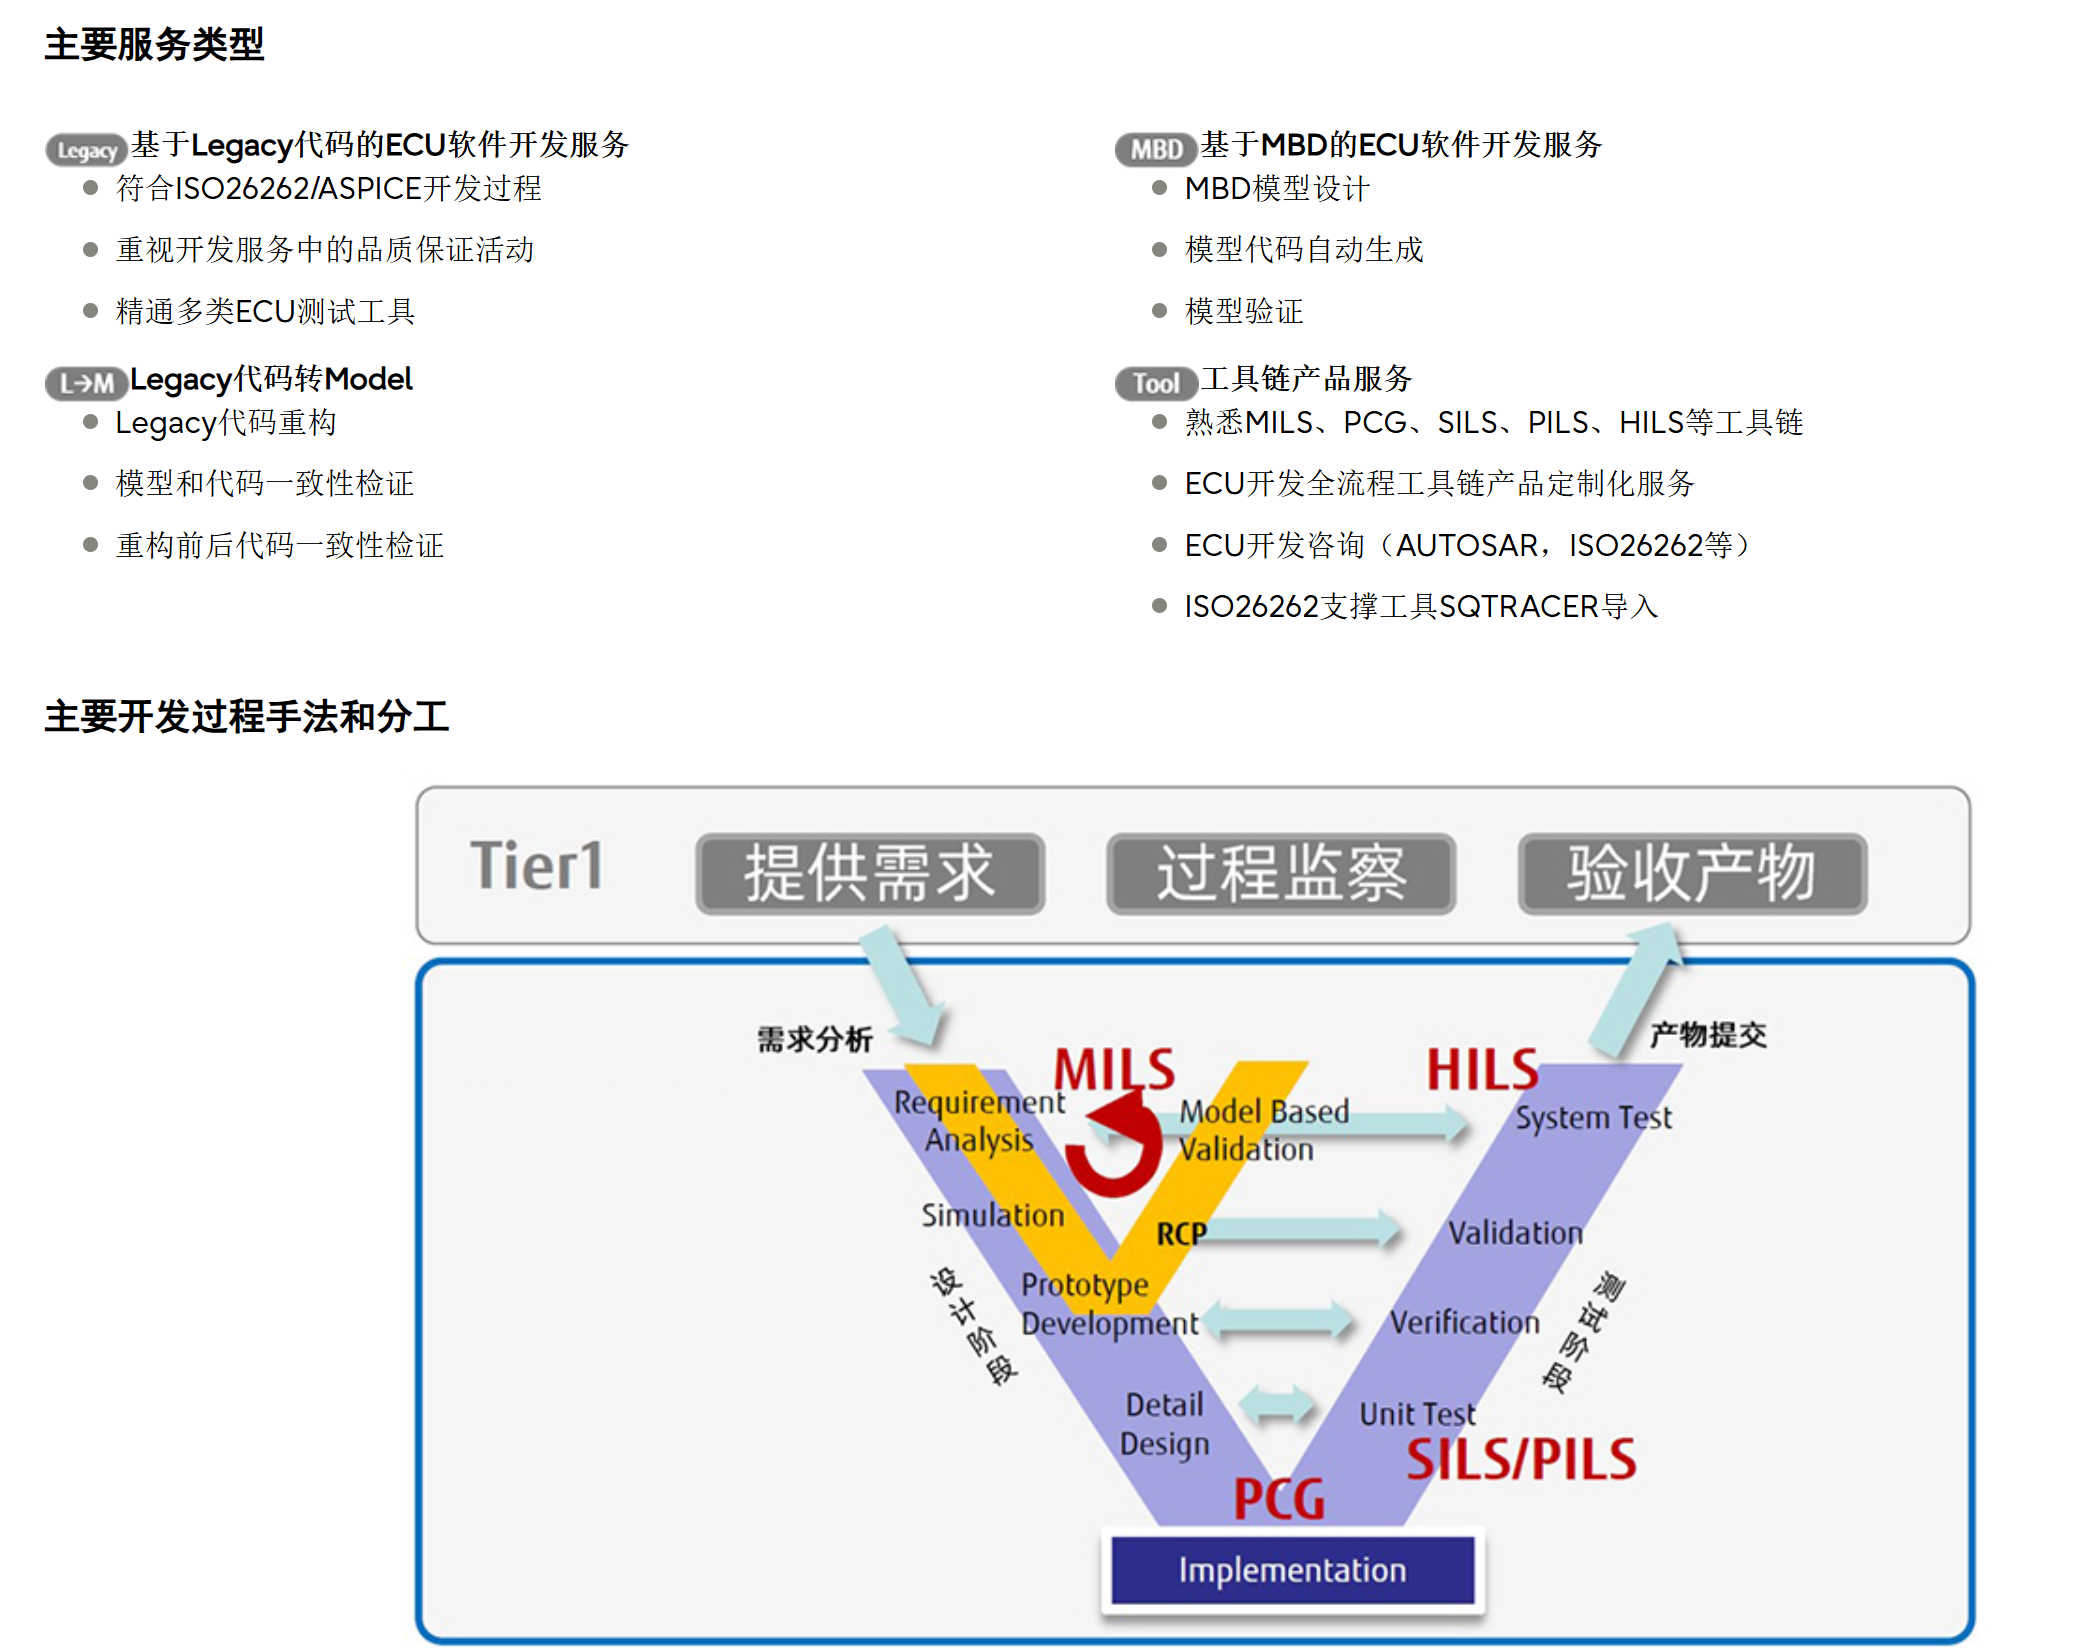 主要服务类型
Legacy 基于Legacy代码的ECU软件开发服务
符合ISO26262/ASPICE开发过程
重视开发服务中的品质保证活动
精通多类ECU测试工具
L→M Legacy代码转Model
Legacy代码重构
模型和代码一致性检证
重构前后代码一致性检证
MBD 基于MBD的ECU软件开发服务
MBD模型设计
模型代码自动生成
模型验证
Tool 工具链产品服务
熟悉MILS、PCG、SILS、PILS、HILS等工具链
ECU开发全流程工具链产品定制化服务
ECU开发咨询（AUTOSAR，ISO26262等）
ISO26262支撑工具SQTRACER导入
主要开发过程手法和分工
Tier1 提供需求 过程监察 验收产物
需求分析
产物提交
MILS
HILS
Requirement
Analysis
Model Based
Validation
System Test
Simulation
RCP
Validation
设计阶段
测试阶段
Prototype
Development
Verification
Detail
Design
Unit Test
SILS/PILS
PCG
Implementation